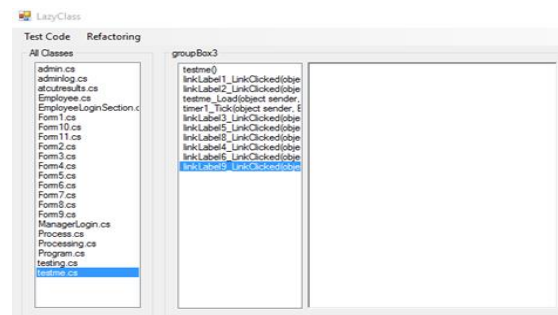 LazyClass
Test Code Refactoring
All Classes
groupBox3
admin.cs
adminlog.cs
atcutresults.cs
Employee.cs
EmployeeLoginSection.c
Form1.cs
Form10.cs
Form11.cs
Form2.cs
Form3.cs
Form4.cs
Form5.cs
Form6.cs
Form7.cs
Form8.cs
Form9.cs
ManagerLogin.cs
Process.cs
Processing.cs
Program.cs
testing.cs
testme.cs
testme()
linkLabel1_LinkClicked(obje
linkLabel2_LinkClicked(obje
testme_Load(object sender,
timer1_Tick(object sender, E
linkLabel3_LinkClicked(obje
linkLabel5_LinkClicked(obje
linkLabel8_LinkClicked(obje
linkLabel4_LinkClicked(obje
linkLabel6_LinkClicked(obje
linkLabel9_LinkClicked(obje